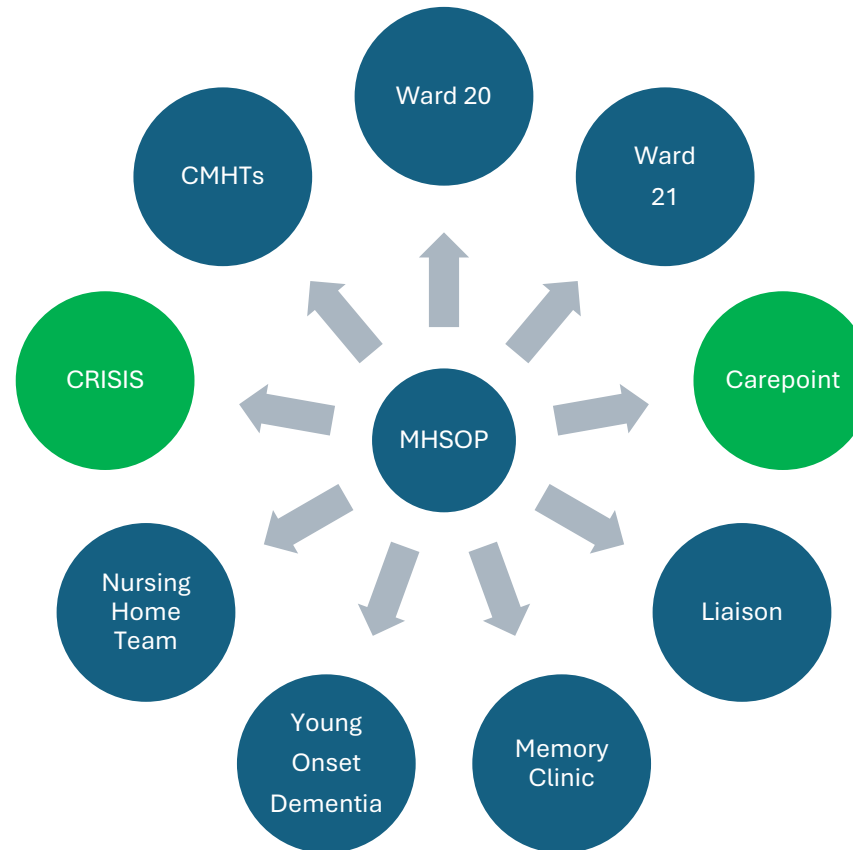 Ward 20
Ward
21
Carepoint
Liaison
Memory
Clinic
Young
Onset
Dementia
Nursing
Home
Team
CRISIS
CMHTs
MHSOP